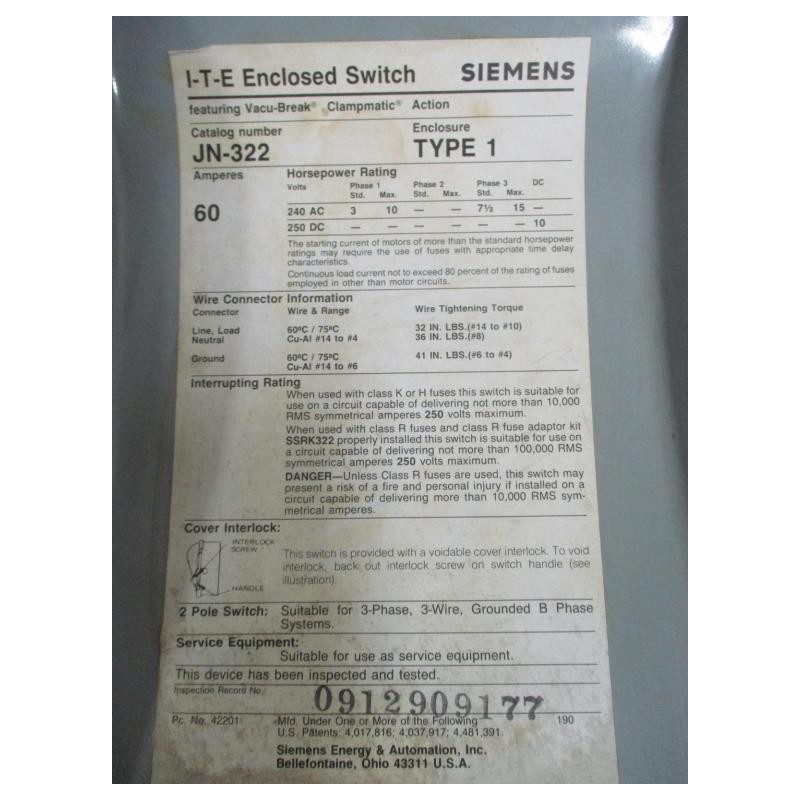 I-T-E Enclosed Switch SIEMENS
featuring Vacu-Break® Clampmatic® Action
Catalog number Enclosure
JN-322 TYPE 1
Amperes Horsepower Rating
Volts Phase 1 Phase 2 Phase 3 DC
Std. Max. Std. Max. Std. Max.
60 240 AC 3 10 — — 7½ 15 —
250 DC — — — — — — 10
The starting current of motors of more than the standard horsepower
ratings may require the use of fuses with appropriate time delay
characteristics.
Continuous load current not to exceed 80 percent of the rating of fuses
employed in other than motor circuits.
Wire Connector Information
Connector Wire & Range Wire Tightening Torque
Line, Load 60ºC / 75ºC 32 IN. LBS.(#14 to #10)
Neutral Cu-Al #14 to #4 36 IN. LBS.(#8)
Ground 60ºC / 75ºC 41 IN. LBS.(#6 to #4)
Cu-Al #14 to #6
Interrupting Rating
When used with class K or H fuses this switch is suitable for
use on a circuit capable of delivering not more than 10,000
RMS symmetrical amperes 250 volts maximum.
When used with class R fuses and class R fuse adaptor kit
SSRK322 properly installed this switch is suitable for use on
a circuit capable of delivering not more than 100,000 RMS
symmetrical amperes 250 volts maximum.
DANGER—Unless Class R fuses are used, this switch may
present a risk of a fire and personal injury if installed on a
circuit capable of delivering more than 10,000 RMS sym-
metrical amperes.
Cover Interlock:
INTERLOCK
SCREW
HANDLE
This switch is provided with a voidable cover interlock. To void
interlock, back out interlock screw on switch handle (see
illustration).
2 Pole Switch: Suitable for 3-Phase, 3-Wire, Grounded B Phase
Systems.
Service Equipment:
Suitable for use as service equipment.
This device has been inspected and tested.
Inspection Record No. 0912909177
Pc. No. 42201 Mfd. Under One or More of the Following 190
U.S. Patents: 4,017,816; 4,037,917; 4,481,391.
Siemens Energy & Automation, Inc.
Bellefontaine, Ohio 43311 U.S.A.